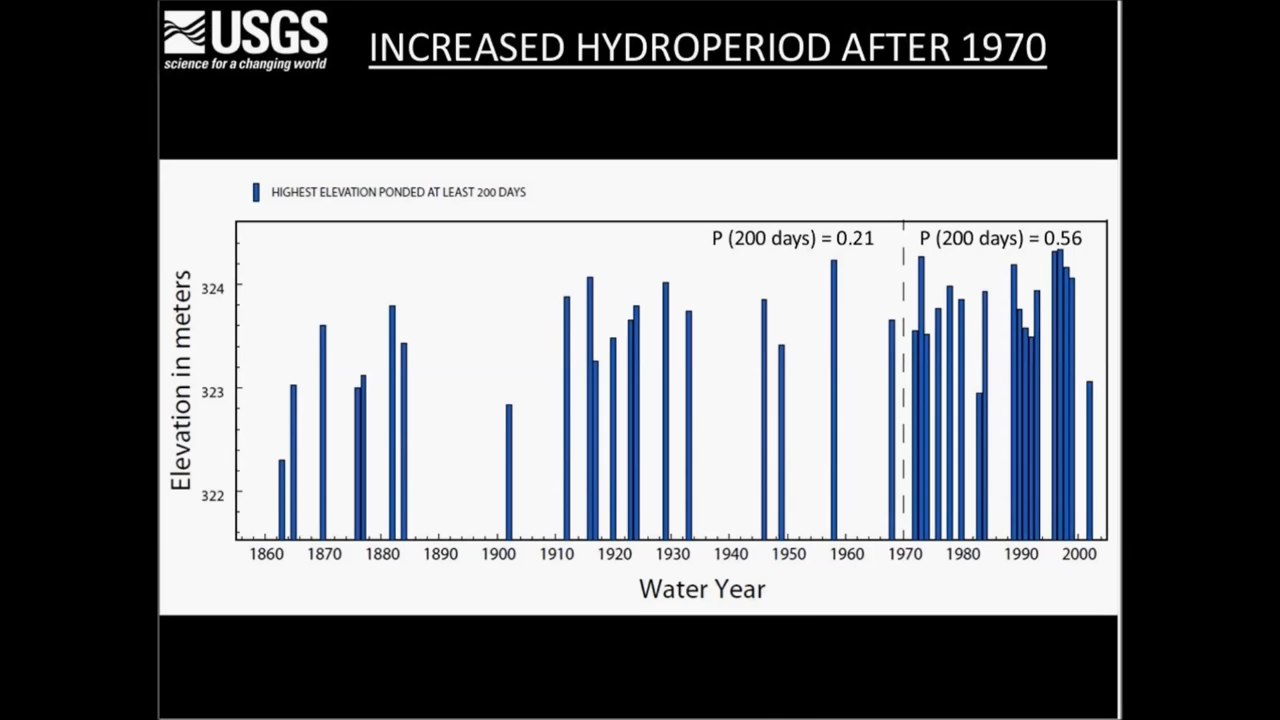 USGS
science for a changing world
INCREASED HYDROPERIOD AFTER 1970
HIGHEST ELEVATION PONDED AT LEAST 200 DAYS
P (200 days) = 0.21
P (200 days) = 0.56
Elevation in meters
324
323
322
1860 1870 1880 1890 1900 1910 1920 1930 1940 1950 1960 1970 1980 1990 2000
Water Year